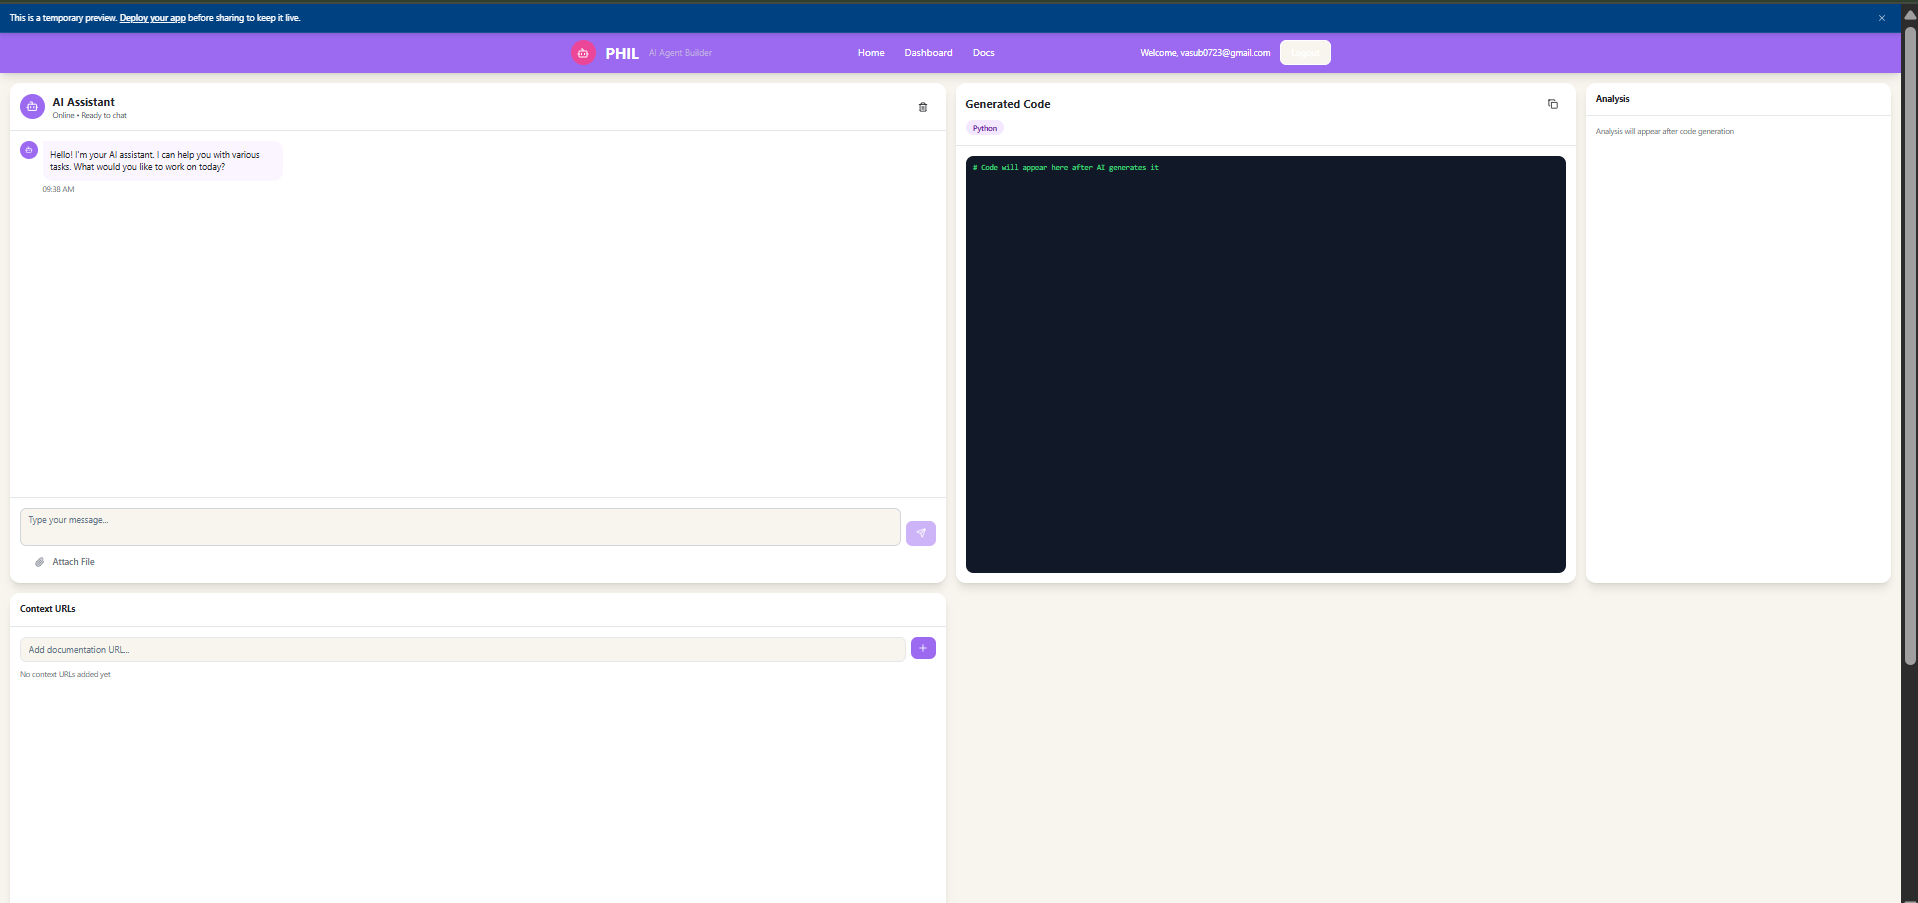 This is a temporary preview. Deploy your app before sharing to keep it live.
PHIL AI Agent Builder
Home Dashboard Docs
Welcome, vasub0723@gmail.com
AI Assistant
Online • Ready to chat
Hello! I'm your AI assistant. I can help you with various
tasks. What would you like to work on today?
09:38 AM
Type your message...
Attach File
Context URLs
Add documentation URL...
No context URLs added yet
Generated Code
Python
# Code will appear here after AI generates it
Analysis
Analysis will appear after code generation